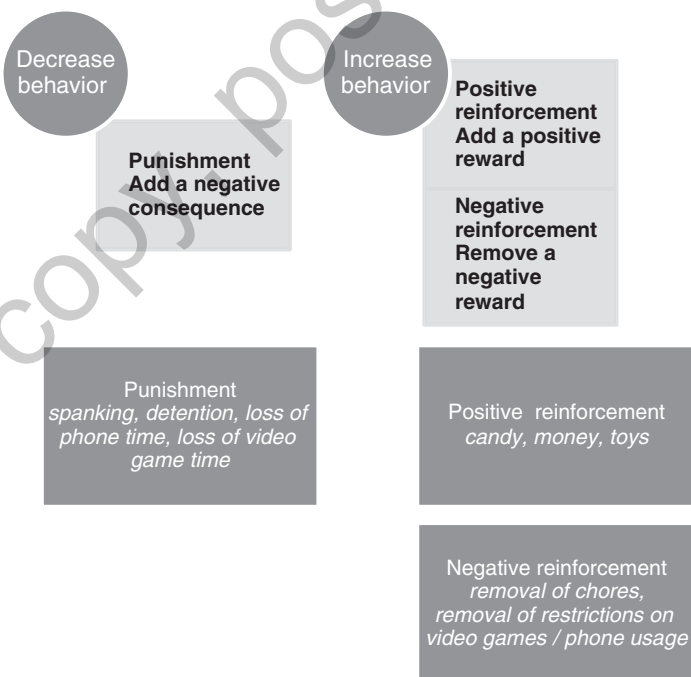 Decrease
behavior
Punishment
Add a negative
consequence
Increase
behavior
Positive
reinforcement
Add a positive
reward
Negative
reinforcement
Remove a
negative
reward
Punishment
spanking, detention, loss of
phone time, loss of video
game time
Positive reinforcement
candy, money, toys
Negative reinforcement
removal of chores,
removal of restrictions on
video games / phone usage
copy, pos